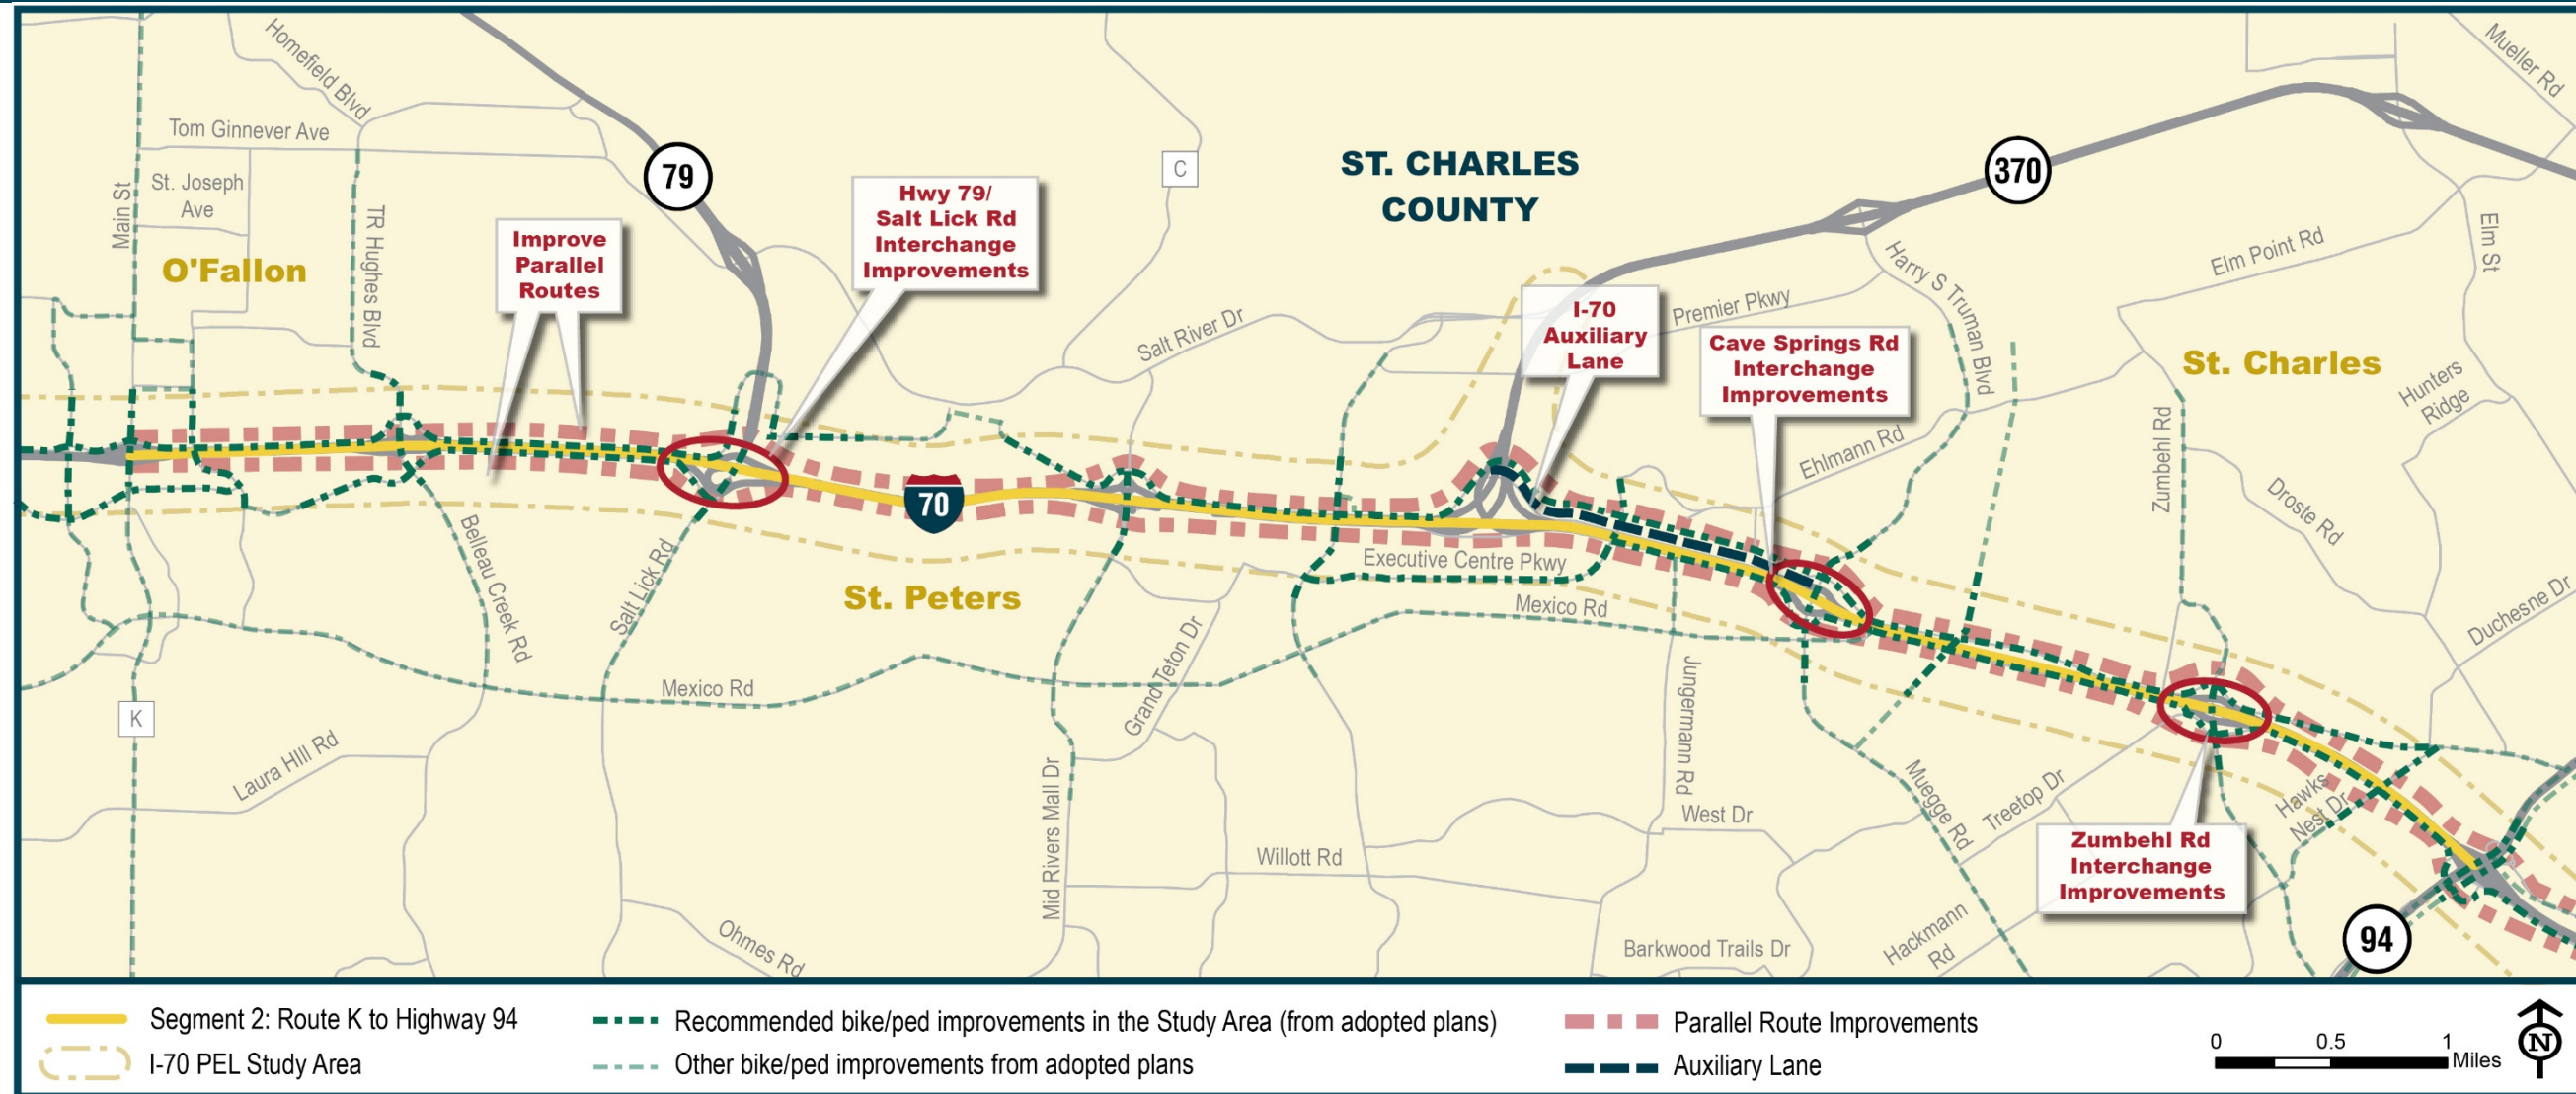 Homefield Blvd
Mueller Rd
Tom Ginnever Ave
79
C
ST. CHARLES
COUNTY
370
Main St
St. Joseph
Ave
TR Hughes Blvd
O'Fallon
Improve
Parallel
Routes
Hwy 79/
Salt Lick Rd
Interchange
Improvements
Harry S Truman Blvd
Elm Point Rd
Elm St
Salt River Dr
I-70
Auxiliary
Lane
Premier Pkwy
Cave Springs Rd
Interchange
Improvements
St. Charles
Hunters
Ridge
Ehlmann Rd
Zumbehl Rd
Droste Rd
70
Belleau Creek Rd
Salt Lick Rd
St. Peters
Executive Centre Pkwy
Mexico Rd
Duchesne Dr
Grand Teton Dr
Mexico Rd
K
Laura HIll Rd
Mid Rivers Mall Dr
Jungermann Rd
West Dr
Muegge Rd
Treetop Dr
Hawks
Nest Dr
Willott Rd
Zumbehl Rd
Interchange
Improvements
Ohmes Rd
Barkwood Trails Dr
Hackmann
Rd
94
Segment 2: Route K to Highway 94
I-70 PEL Study Area
Recommended bike/ped improvements in the Study Area (from adopted plans)
Other bike/ped improvements from adopted plans
Parallel Route Improvements
Auxiliary Lane
0 0.5 1
Miles
N